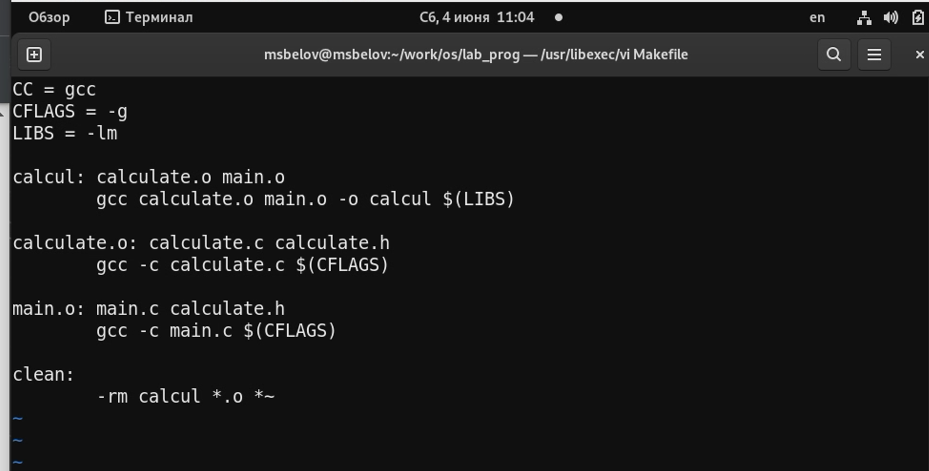 Обзор
Терминал
Сб, 4 июня 11:04
en
msbelov@msbelov:~/work/os/lab_prog — /usr/libexec/vi Makefile
CC = gcc
CFLAGS = -g
LIBS = -lm
calcul: calculate.o main.o
gcc calculate.o main.o -o calcul $(LIBS)
calculate.o: calculate.c calculate.h
gcc -c calculate.c $(CFLAGS)
main.o: main.c calculate.h
gcc -c main.c $(CFLAGS)
clean:
-rm calcul *.o *~
~
~
~